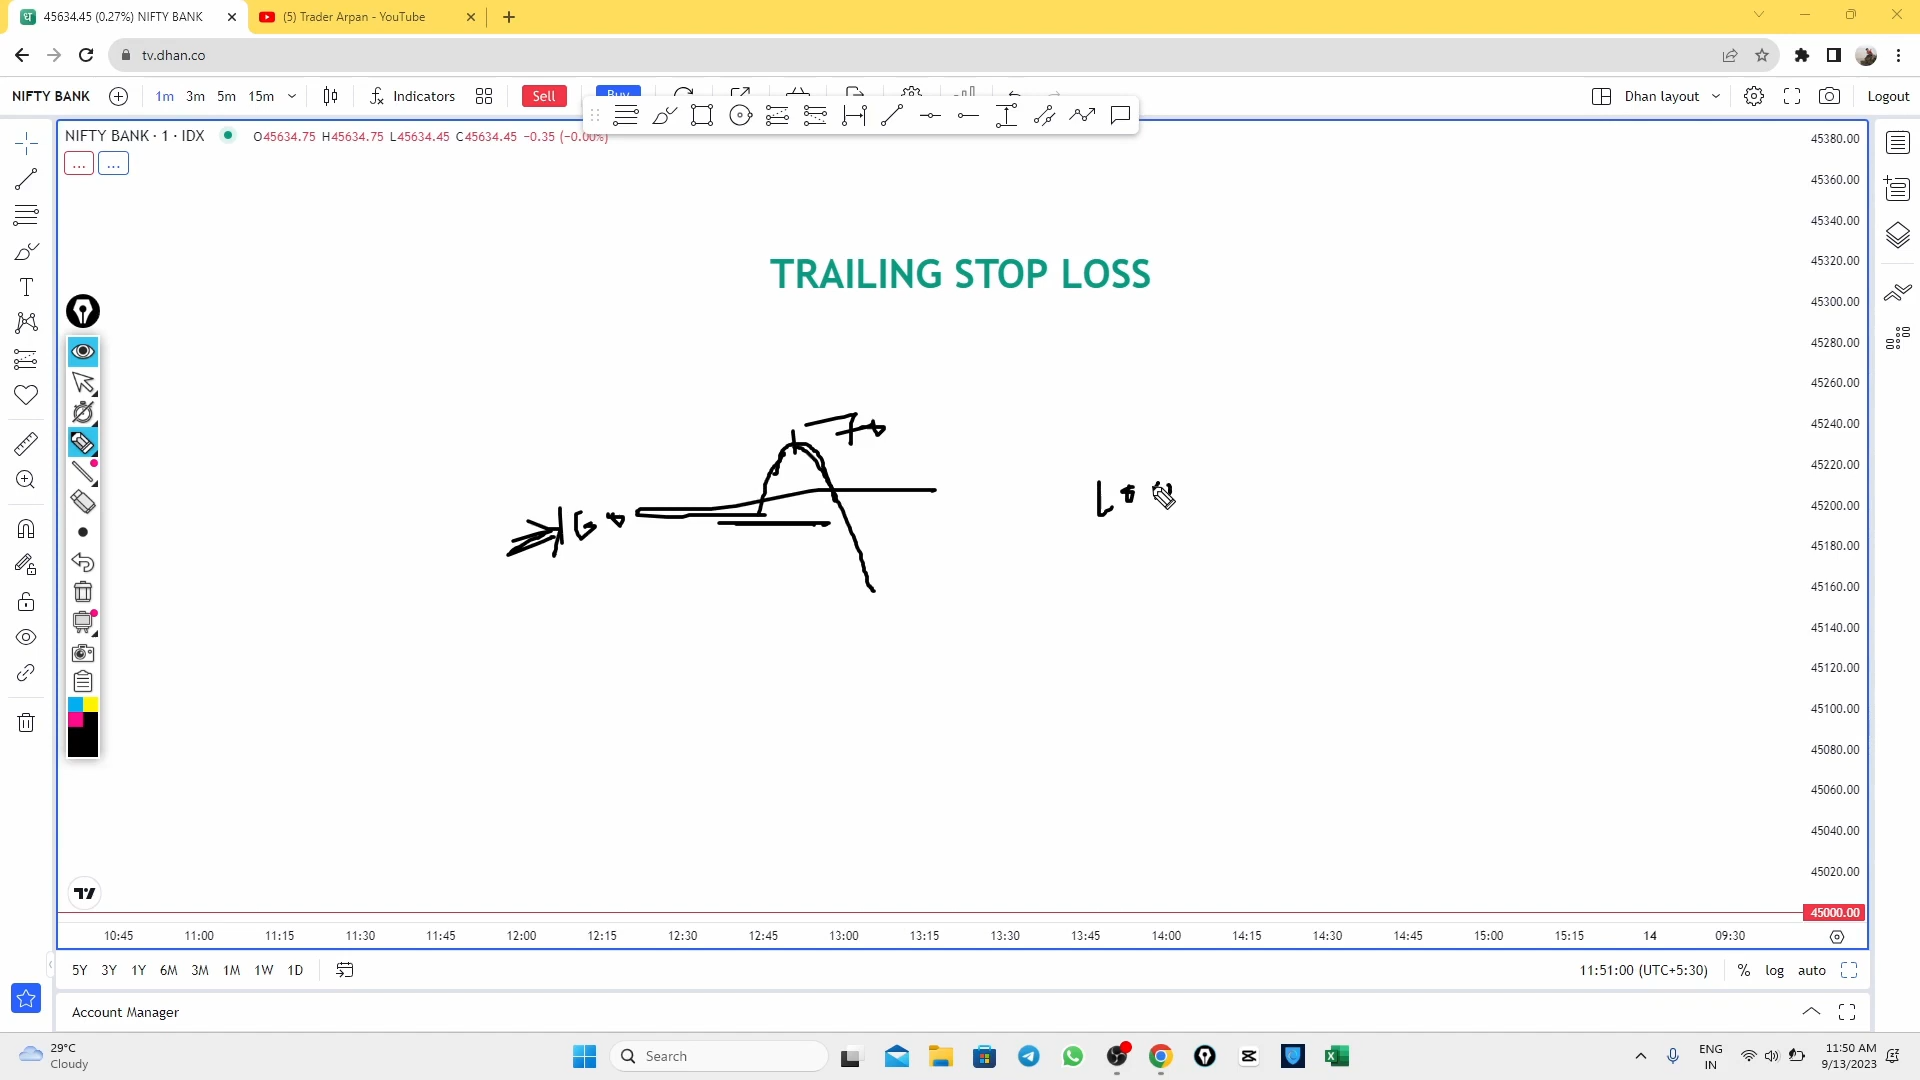 45634.45 (0.27%) NIFTY BANK
(5) Trader Arpan - YouTube
tv.dhan.co
NIFTY BANK 1m 3m 5m 15m Indicators Sell Buy Dhan layout Logout
NIFTY BANK · 1 · IDX O45634.75 H45634.75 L45634.45 C45634.45 −0.35 (−0.00%)
... ...
TRAILING STOP LOSS
45380.00
45360.00
45340.00
45320.00
45300.00
45280.00
45260.00
45240.00
45220.00
45200.00
45180.00
45160.00
45140.00
45120.00
45100.00
45080.00
45060.00
45040.00
45020.00
45000.00
10:45 11:00 11:15 11:30 11:45 12:00 12:15 12:30 12:45 13:00 13:15 13:30 13:45 14:00 14:15 14:30 14:45 15:00 15:15 14 09:30
5Y 3Y 1Y 6M 3M 1M 1W 1D 11:51:00 (UTC+5:30) % log auto
Account Manager
29°C
Cloudy
Search
ENG
IN
11:50 AM
9/13/2023